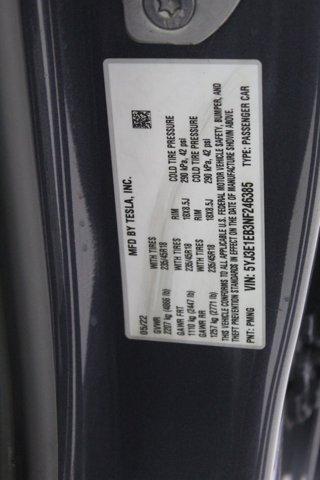 MFD BY TESLA, INC.
05/22
GVWR WITH TIRES RIM COLD TIRE PRESSURE
2207 kg (4866 lb) 235/45R18 18X8.5J 290 kPa, 42 psi
GAWR FRT WITH TIRES RIM COLD TIRE PRESSURE
1110 kg (2447 lb) 235/45R18 18X8.5J 290 kPa, 42 psi
GAWR RR
1257 kg (2771 lb)
THIS VEHICLE CONFORMS TO ALL APPLICABLE U.S. FEDERAL MOTOR VEHICLE SAFETY, BUMPER, AND
THEFT PREVENTION STANDARDS IN EFFECT ON THE DATE OF MANUFACTURE SHOWN ABOVE.
VIN: 5YJ3E1EB3NF246385 TYPE: PASSENGER CAR
PNT: PMNG